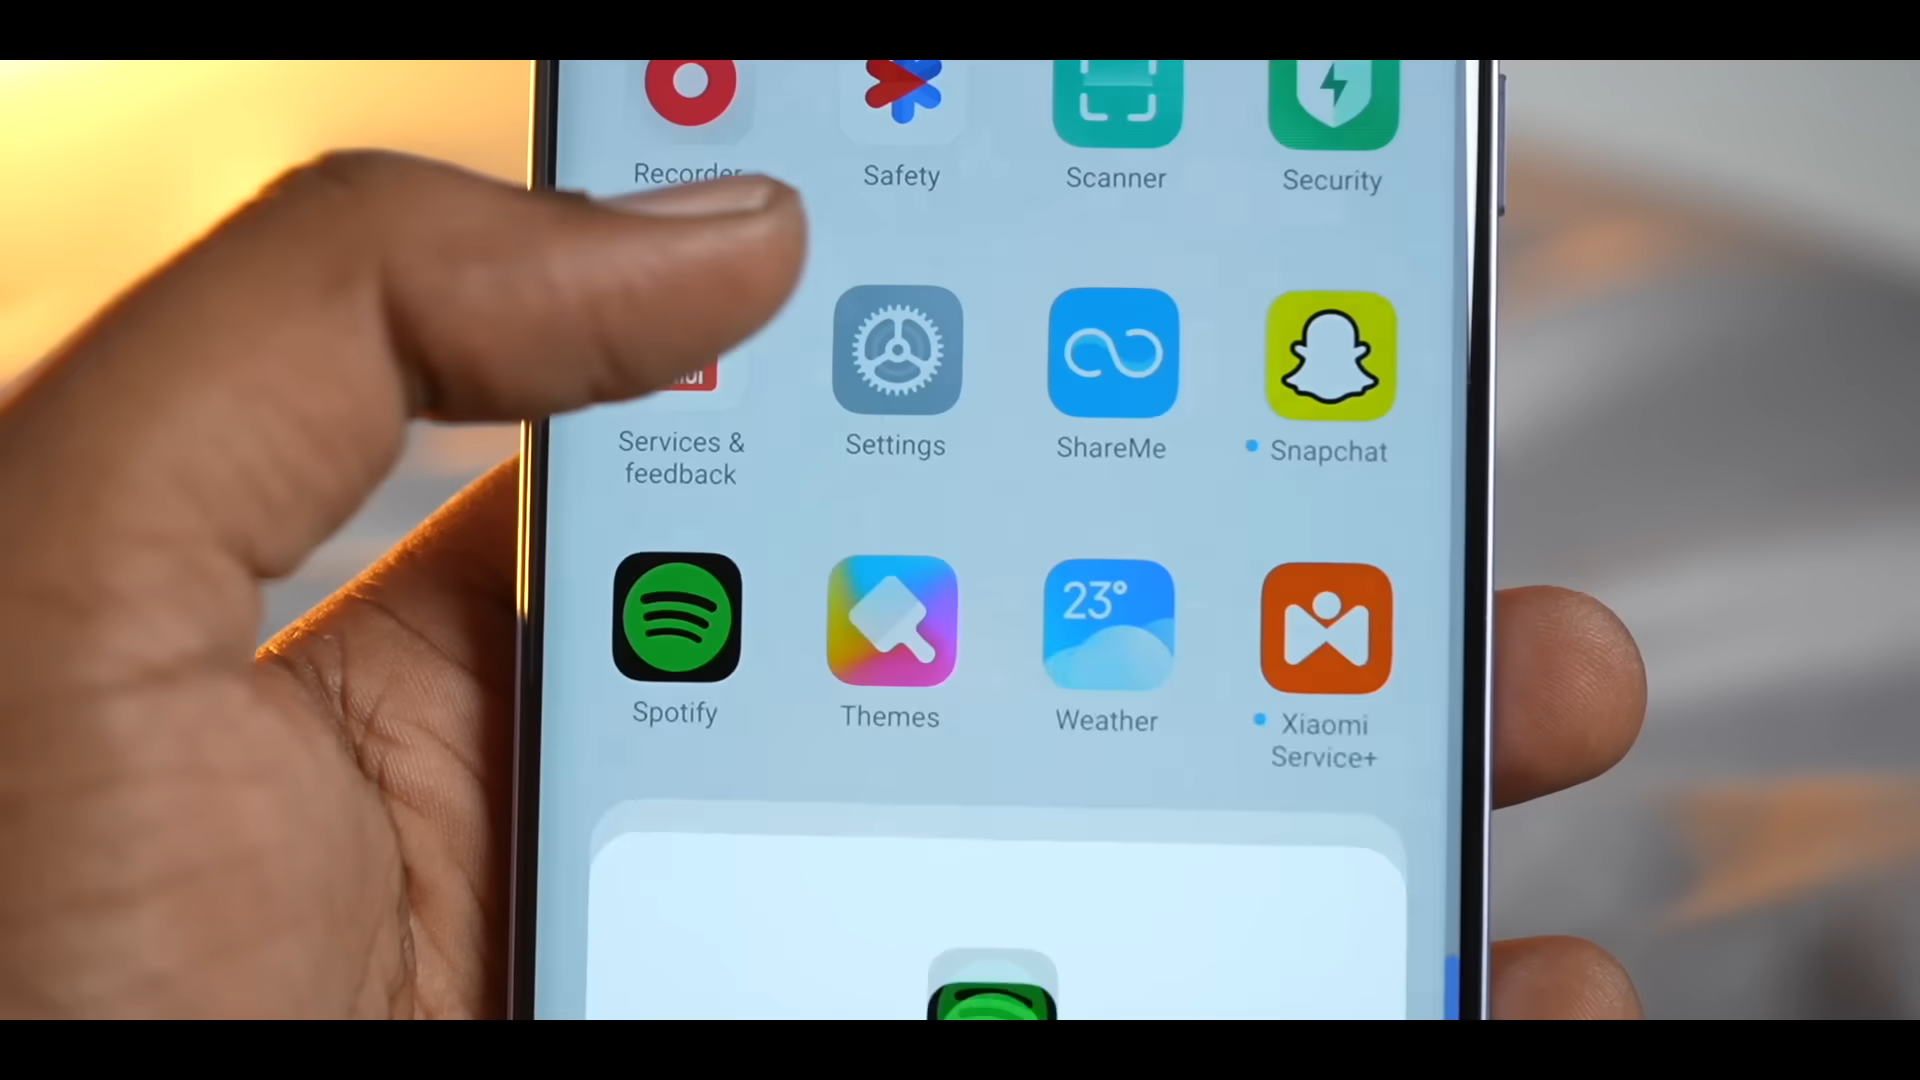 Recorder
Safety
Scanner
Security
Services &
feedback
Settings
ShareMe
Snapchat
23°
Spotify
Themes
Weather
Xiaomi
Service+